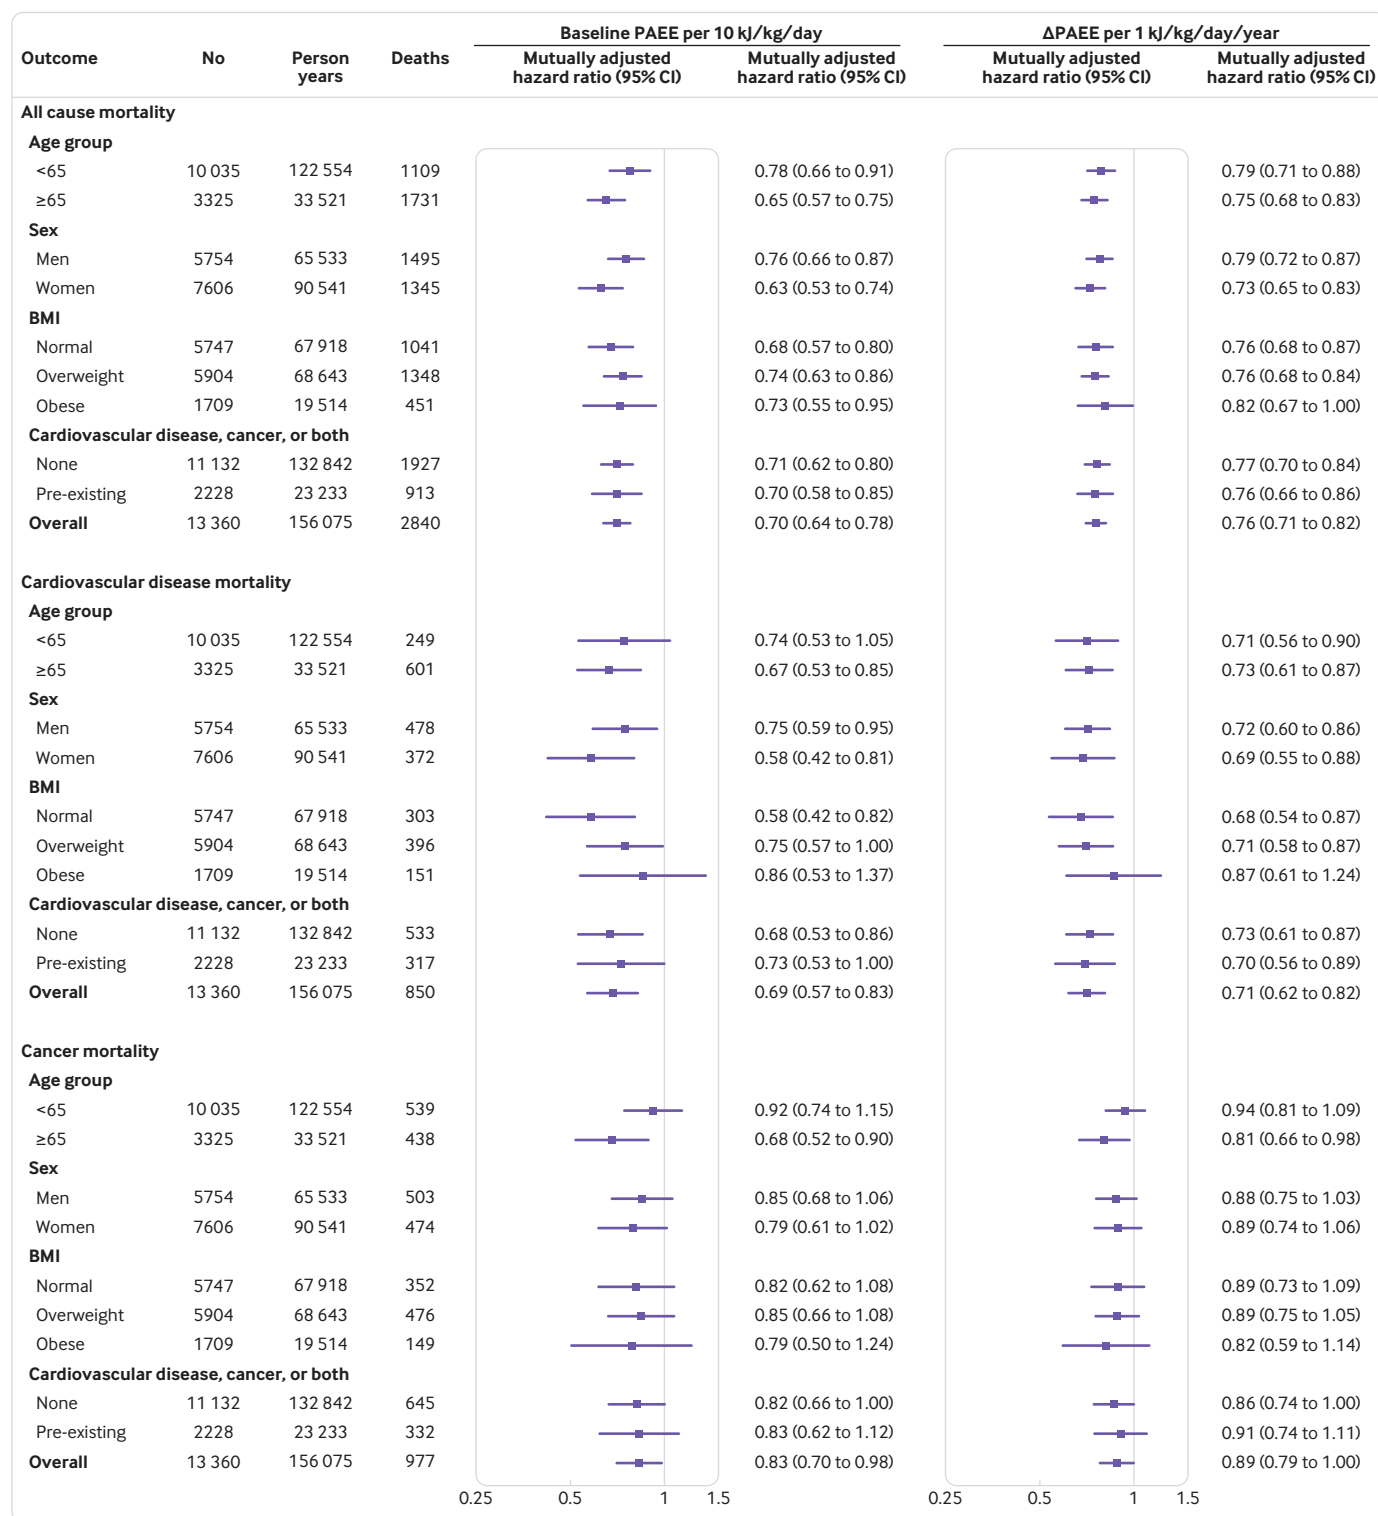 Baseline PAEE per 10 kJ/kg/day ΔPAEE per 1 kJ/kg/day/year
Outcome No Person years Deaths Mutually adjusted hazard ratio (95% CI) Mutually adjusted hazard ratio (95% CI) Mutually adjusted hazard ratio (95% CI) Mutually adjusted hazard ratio (95% CI)
All cause mortality
Age group
<65 10 035 122 554 1109 0.78 (0.66 to 0.91) 0.79 (0.71 to 0.88)
≥65 3325 33 521 1731 0.65 (0.57 to 0.75) 0.75 (0.68 to 0.83)
Sex
Men 5754 65 533 1495 0.76 (0.66 to 0.87) 0.79 (0.72 to 0.87)
Women 7606 90 541 1345 0.63 (0.53 to 0.74) 0.73 (0.65 to 0.83)
BMI
Normal 5747 67 918 1041 0.68 (0.57 to 0.80) 0.76 (0.68 to 0.87)
Overweight 5904 68 643 1348 0.74 (0.63 to 0.86) 0.76 (0.68 to 0.84)
Obese 1709 19 514 451 0.73 (0.55 to 0.95) 0.82 (0.67 to 1.00)
Cardiovascular disease, cancer, or both
None 11 132 132 842 1927 0.71 (0.62 to 0.80) 0.77 (0.70 to 0.84)
Pre-existing 2228 23 233 913 0.70 (0.58 to 0.85) 0.76 (0.66 to 0.86)
Overall 13 360 156 075 2840 0.70 (0.64 to 0.78) 0.76 (0.71 to 0.82)
Cardiovascular disease mortality
Age group
<65 10 035 122 554 249 0.74 (0.53 to 1.05) 0.71 (0.56 to 0.90)
≥65 3325 33 521 601 0.67 (0.53 to 0.85) 0.73 (0.61 to 0.87)
Sex
Men 5754 65 533 478 0.75 (0.59 to 0.95) 0.72 (0.60 to 0.86)
Women 7606 90 541 372 0.58 (0.42 to 0.81) 0.69 (0.55 to 0.88)
BMI
Normal 5747 67 918 303 0.58 (0.42 to 0.82) 0.68 (0.54 to 0.87)
Overweight 5904 68 643 396 0.75 (0.57 to 1.00) 0.71 (0.58 to 0.87)
Obese 1709 19 514 151 0.86 (0.53 to 1.37) 0.87 (0.61 to 1.24)
Cardiovascular disease, cancer, or both
None 11 132 132 842 533 0.68 (0.53 to 0.86) 0.73 (0.61 to 0.87)
Pre-existing 2228 23 233 317 0.73 (0.53 to 1.00) 0.70 (0.56 to 0.89)
Overall 13 360 156 075 850 0.69 (0.57 to 0.83) 0.71 (0.62 to 0.82)
Cancer mortality
Age group
<65 10 035 122 554 539 0.92 (0.74 to 1.15) 0.94 (0.81 to 1.09)
≥65 3325 33 521 438 0.68 (0.52 to 0.90) 0.81 (0.66 to 0.98)
Sex
Men 5754 65 533 503 0.85 (0.68 to 1.06) 0.88 (0.75 to 1.03)
Women 7606 90 541 474 0.79 (0.61 to 1.02) 0.89 (0.74 to 1.06)
BMI
Normal 5747 67 918 352 0.82 (0.62 to 1.08) 0.89 (0.73 to 1.09)
Overweight 5904 68 643 476 0.85 (0.66 to 1.08) 0.89 (0.75 to 1.05)
Obese 1709 19 514 149 0.79 (0.50 to 1.24) 0.82 (0.59 to 1.14)
Cardiovascular disease, cancer, or both
None 11 132 132 842 645 0.82 (0.66 to 1.00) 0.86 (0.74 to 1.00)
Pre-existing 2228 23 233 332 0.83 (0.62 to 1.12) 0.91 (0.74 to 1.11)
Overall 13 360 156 075 977 0.83 (0.70 to 0.98) 0.89 (0.79 to 1.00)
0.25 0.5 1 1.5 0.25 0.5 1 1.5